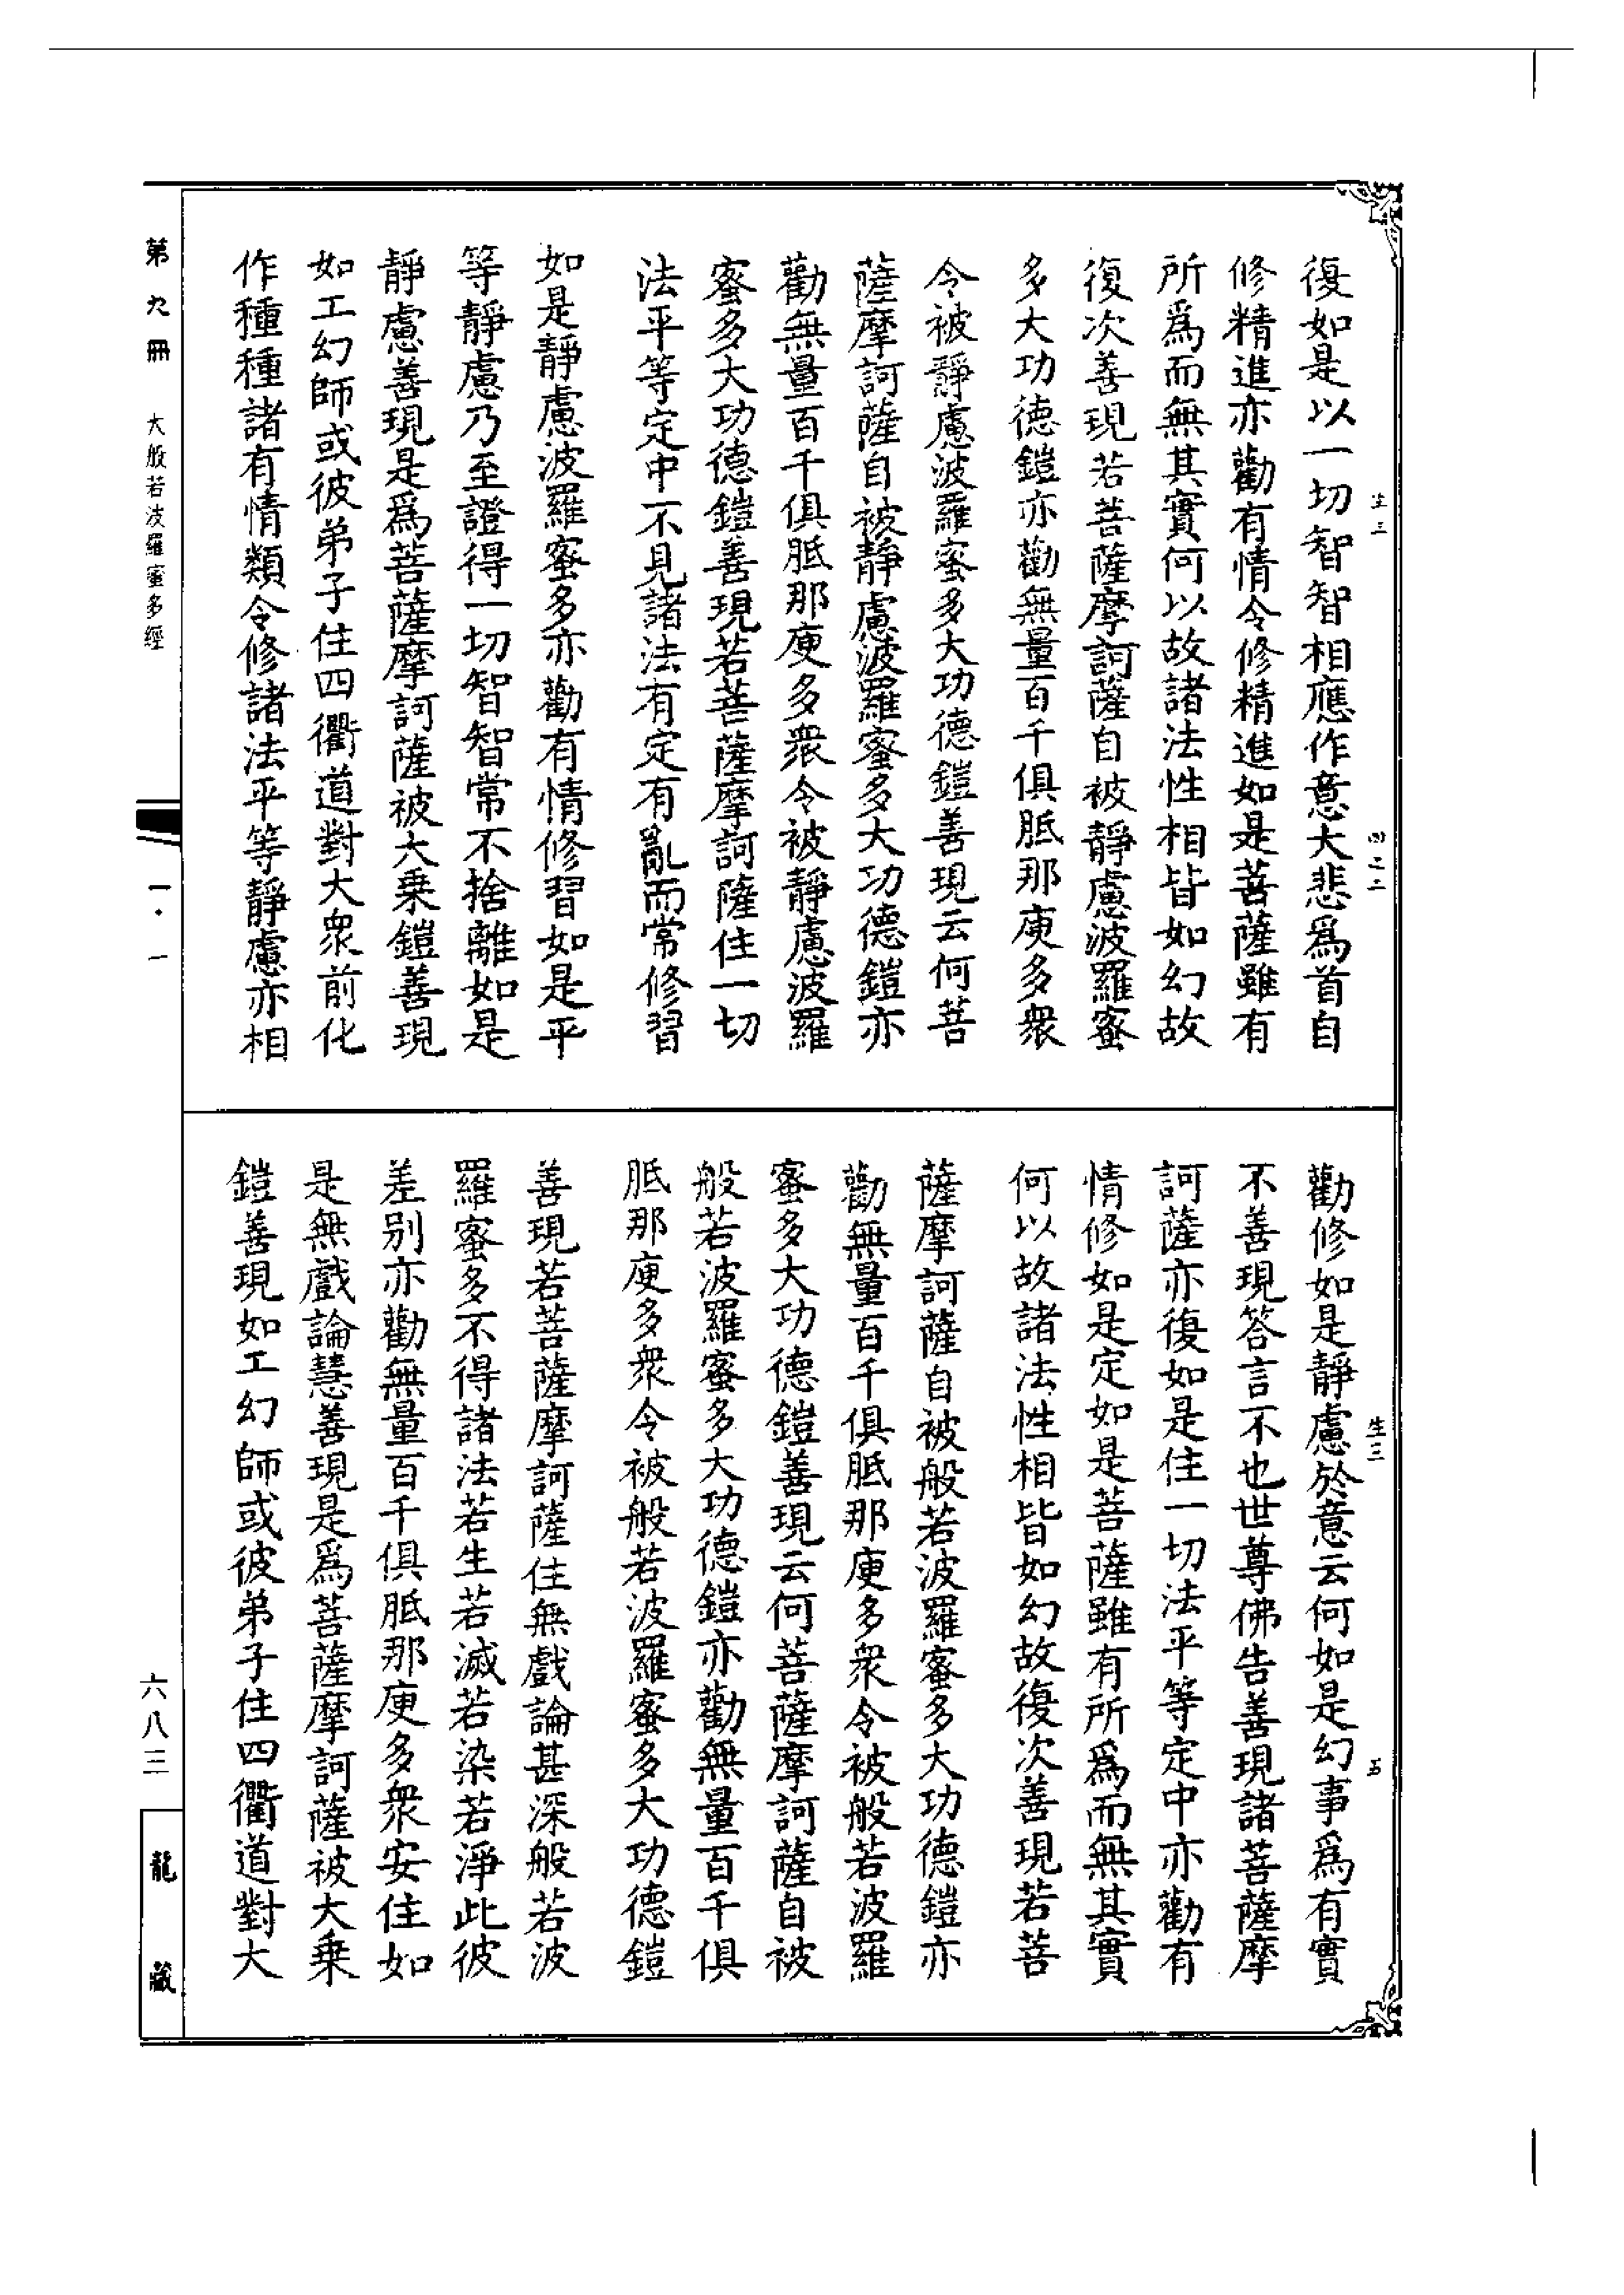 生三 四之二
復如是以一切智智相應作意大悲爲首自
修精進亦勸有情令修精進如是菩薩雖有
所爲而無其實何以故諸法性相皆如幻故
復次善現若菩薩摩訶薩自被靜慮波羅蜜
多大功德鎧亦勸無量百千俱胝那庾多衆
令被靜慮波羅蜜多大功德鎧善現云何菩
薩摩訶薩自被靜慮波羅蜜多大功德鎧亦
勸無量百千俱胝那庾多衆令被靜慮波羅
蜜多大功德鎧善現若菩薩摩訶薩住一切
法平等定中不見諸法有定有亂而常修習
如是靜慮波羅蜜多亦勸有情修習如是平
等靜慮乃至證得一切智智常不捨離如是
靜慮善現是爲菩薩摩訶薩被大乗鎧善現
如工幻師或彼弟子住四衢道對大衆前化
作種種諸有情類令修諸法平等靜慮亦相
生三 五
勸修如是靜慮於意云何如是幻事爲有實
不善現答言不也世尊佛告善現諸菩薩摩
訶薩亦復如是住一切法平等定中亦勸有
情修如是定如是菩薩雖有所爲而無其實
何以故諸法性相皆如幻故復次善現若菩
薩摩訶薩自被般若波羅蜜多大功德鎧亦
勸無量百千俱胝那庾多衆令被般若波羅
蜜多大功德鎧善現云何菩薩摩訶薩自被
般若波羅蜜多大功德鎧亦勸無量百千俱
胝那庾多衆令被般若波羅蜜多大功德鎧
善現若菩薩摩訶薩住無戲論甚深般若波
羅蜜多不得諸法若生若滅若染若淨此彼
差別亦勸無量百千俱胝那庾多衆安住如
是無戲論慧善現是爲菩薩摩訶薩被大乗
鎧善現如工幻師或彼弟子住四衢道對大
第九冊 大般若波羅蜜多經 一·一
六八三 龍藏